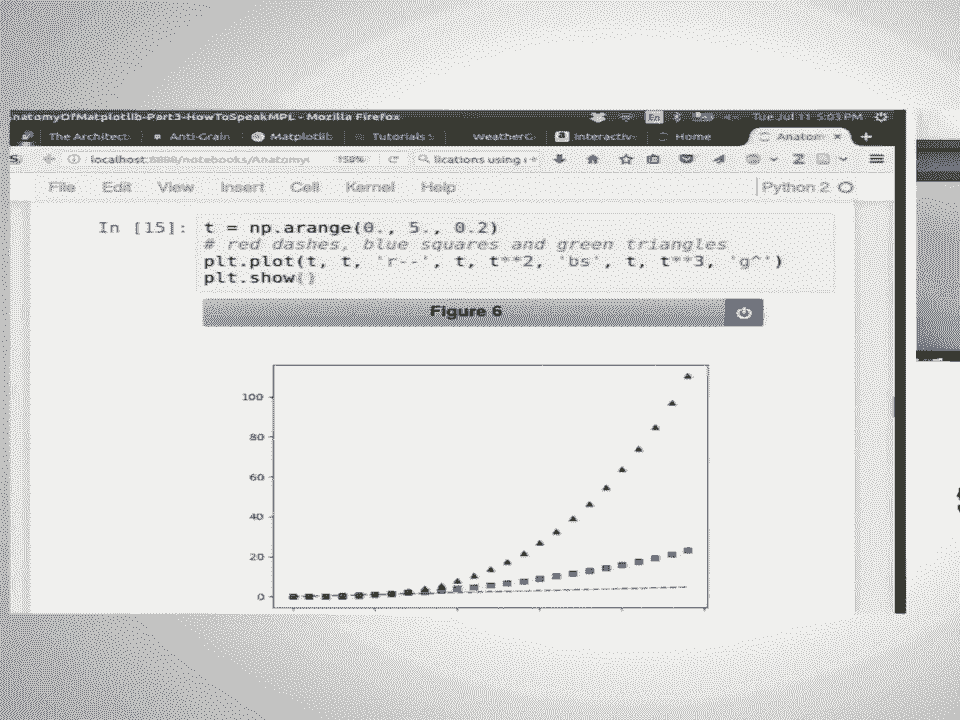 natomyOfMatplotlib-Part3-HowToSpeakMPL - Mozilla Firefox En Tue Jul 11 5:03 PM
The Architect Anti-Grain Matplotlib Tutorials WeatherG Interactiv Home Anatom
localhost:8888/notebooks/Anatomy 150% lications using
File Edit View Insert Cell Kernel Help Python 2
In [15]: t = np.arange(0., 5., 0.2)
# red dashes, blue squares and green triangles
plt.plot(t, t, 'r--', t, t**2, 'bs', t, t**3, 'g^')
plt.show()
Figure 6
100
80
60
40
20
0